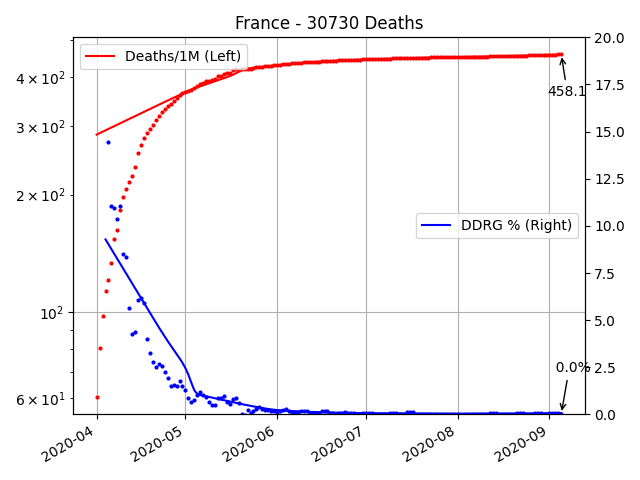 France - 30730 Deaths
Deaths/1M (Left)
DDRG % (Right)
458.1
0.0%
4 × 10²
3 × 10²
2 × 10²
10²
6 × 10¹
20.0
17.5
15.0
12.5
10.0
7.5
5.0
2.5
0.0
2020-04
2020-05
2020-06
2020-07
2020-08
2020-09